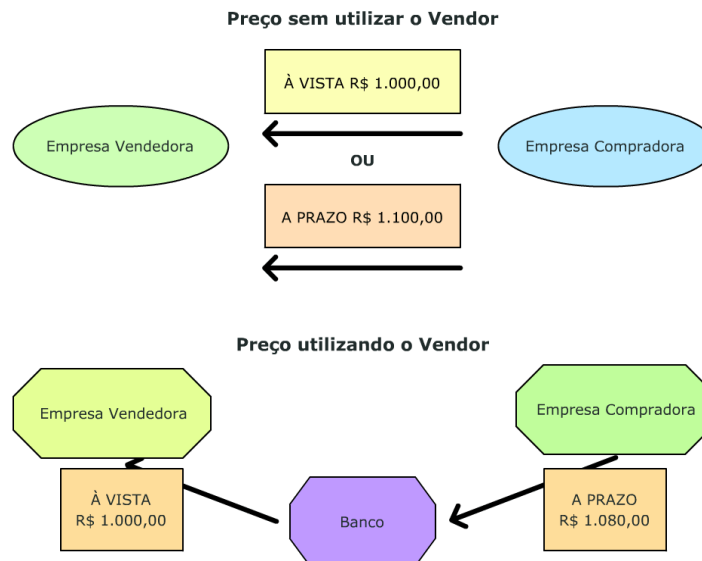 Preço sem utilizar o Vendor
À VISTA R$ 1.000,00
Empresa Vendedora
Empresa Compradora
OU
A PRAZO R$ 1.100,00
Preço utilizando o Vendor
Empresa Vendedora
Empresa Compradora
À VISTA
R$ 1.000,00
Banco
A PRAZO
R$ 1.080,00